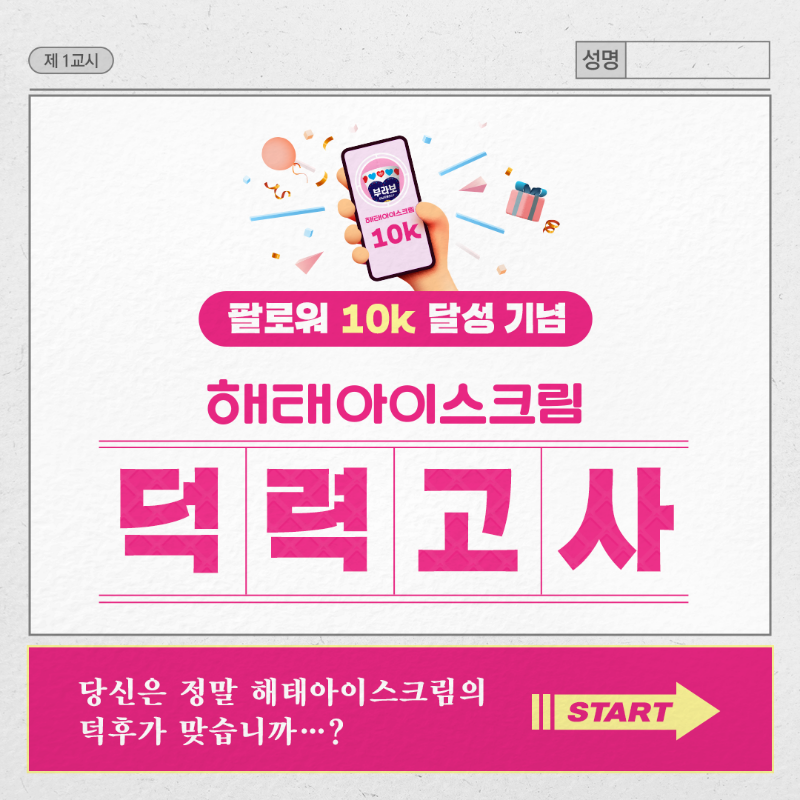 제 1교시
성명
부라보
해태아이스크림
10k
팔로워 10k 달성 기념
해태아이스크림
덕력고사
당신은 정말 해태아이스크림의
덕후가 맞습니까…?
START